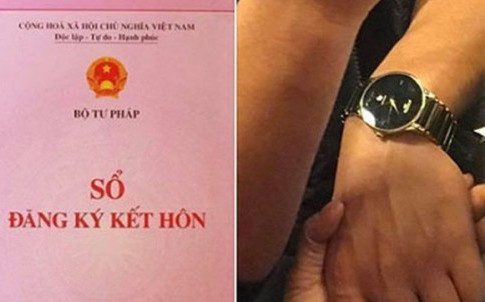 CỘNG HOÀ XÃ HỘI CHỦ NGHĨA VIỆT NAM
Độc lập - Tự do - Hạnh phúc
BỘ TƯ PHÁP
SỔ
ĐĂNG KÝ KẾT HÔN